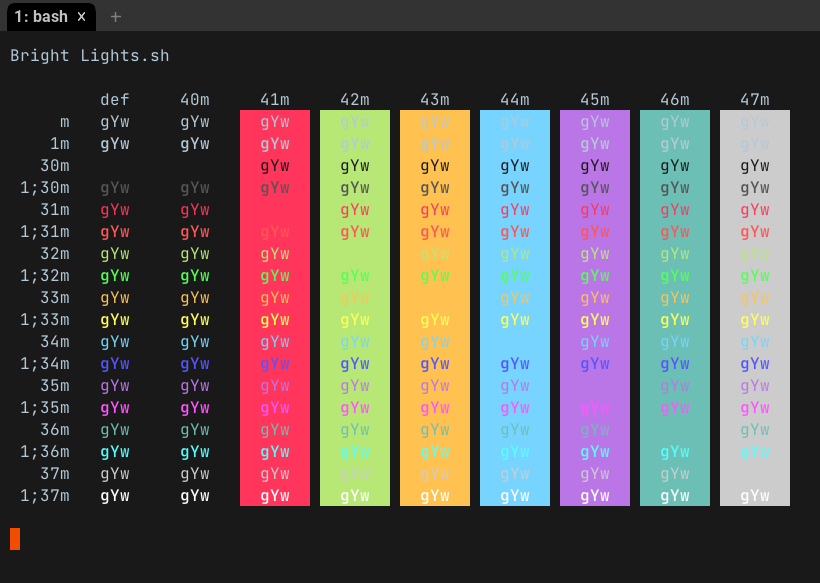 1: bash × +
Bright Lights.sh
def 40m 41m 42m 43m 44m 45m 46m 47m
m gYw gYw gYw gYw gYw gYw gYw gYw gYw
1m gYw gYw gYw gYw gYw gYw gYw gYw gYw
30m gYw gYw gYw gYw gYw gYw gYw
1;30m gYw gYw gYw gYw gYw gYw gYw gYw gYw
31m gYw gYw gYw gYw gYw gYw gYw gYw
1;31m gYw gYw gYw gYw gYw gYw gYw gYw gYw
32m gYw gYw gYw gYw gYw gYw gYw gYw
1;32m gYw gYw gYw gYw gYw gYw gYw gYw gYw
33m gYw gYw gYw gYw gYw gYw gYw gYw
1;33m gYw gYw gYw gYw gYw gYw gYw gYw gYw
34m gYw gYw gYw gYw gYw gYw gYw gYw
1;34m gYw gYw gYw gYw gYw gYw gYw gYw gYw
35m gYw gYw gYw gYw gYw gYw gYw gYw
1;35m gYw gYw gYw gYw gYw gYw gYw gYw gYw
36m gYw gYw gYw gYw gYw gYw gYw gYw
1;36m gYw gYw gYw gYw gYw gYw gYw gYw gYw
37m gYw gYw gYw gYw gYw gYw gYw gYw
1;37m gYw gYw gYw gYw gYw gYw gYw gYw gYw